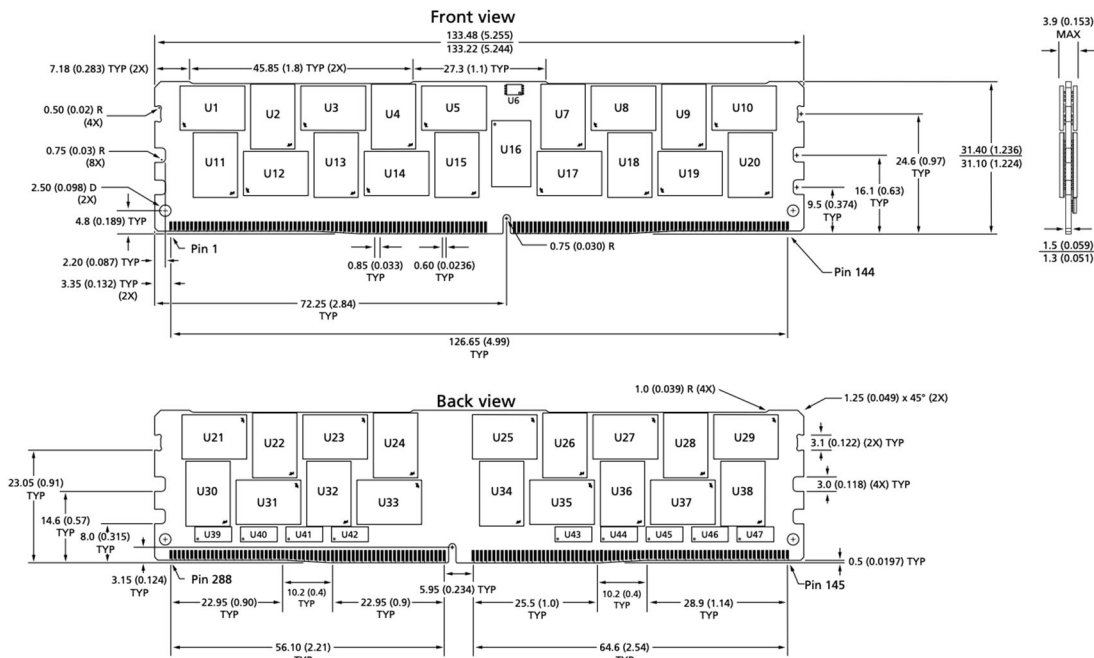 Front view
133.48 (5.255)
133.22 (5.244)
3.9 (0.153)
MAX
7.18 (0.283) TYP (2X)
45.85 (1.8) TYP (2X)
27.3 (1.1) TYP
0.50 (0.02) R
(4X)
0.75 (0.03) R
(8X)
2.50 (0.098) D
(2X)
4.8 (0.189) TYP
2.20 (0.087) TYP
3.35 (0.132) TYP
(2X)
U1
U2
U3
U4
U5
U6
U7
U8
U9
U10
U11
U12
U13
U14
U15
U16
U17
U18
U19
U20
24.6 (0.97)
TYP
16.1 (0.63)
TYP
9.5 (0.374)
TYP
31.40 (1.236)
31.10 (1.224)
Pin 1
0.85 (0.033)
TYP
0.60 (0.0236)
TYP
0.75 (0.030) R
Pin 144
1.5 (0.059)
1.3 (0.051)
72.25 (2.84)
TYP
126.65 (4.99)
TYP
Back view
1.0 (0.039) R (4X)
1.25 (0.049) x 45° (2X)
U21
U22
U23
U24
U25
U26
U27
U28
U29
U30
U31
U32
U33
U34
U35
U36
U37
U38
U39
U40
U41
U42
U43
U44
U45
U46
U47
3.1 (0.122) (2X) TYP
3.0 (0.118) (4X) TYP
23.05 (0.91)
TYP
14.6 (0.57)
TYP
8.0 (0.315)
TYP
3.15 (0.124)
TYP
Pin 288
Pin 145
0.5 (0.0197) TYP
22.95 (0.90)
TYP
10.2 (0.4)
TYP
22.95 (0.9)
TYP
5.95 (0.234) TYP
25.5 (1.0)
TYP
10.2 (0.4)
TYP
28.9 (1.14)
TYP
56.10 (2.21)
TYP
64.6 (2.54)
TYP